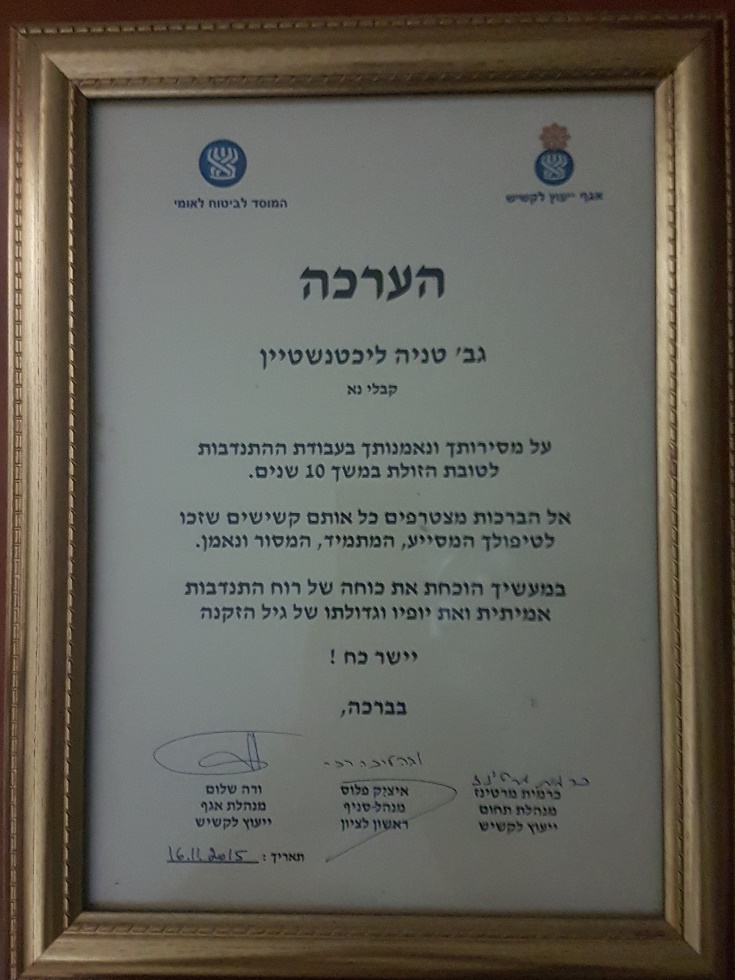 אגף ייעוץ לקשיש
המוסד לביטוח לאומי
הערכה
גב' טניה ליכטנשטיין
קבלי נא
על מסירותך ונאמנותך בעבודת ההתנדבות
לטובת הזולת במשך 10 שנים.
אל הברכות מצטרפים כל אותם קשישים שזכו
לטיפולך המסייע, המתמיד, המסור ונאמן.
במעשיך הוכחת את כוחה של רוח התנדבות
אמיתית ואת יופיו וגדולתו של גיל הזקנה
יישר כח !
בברכה,
כרמית מרטינז
כרמית מרטינז
מנהלת תחום
ייעוץ לקשיש
איציק פלוס
מנהל-סניף
ראשון לציון
ורה שלום
מנהלת אגף
ייעוץ לקשיש
תאריך : 16.11.2015